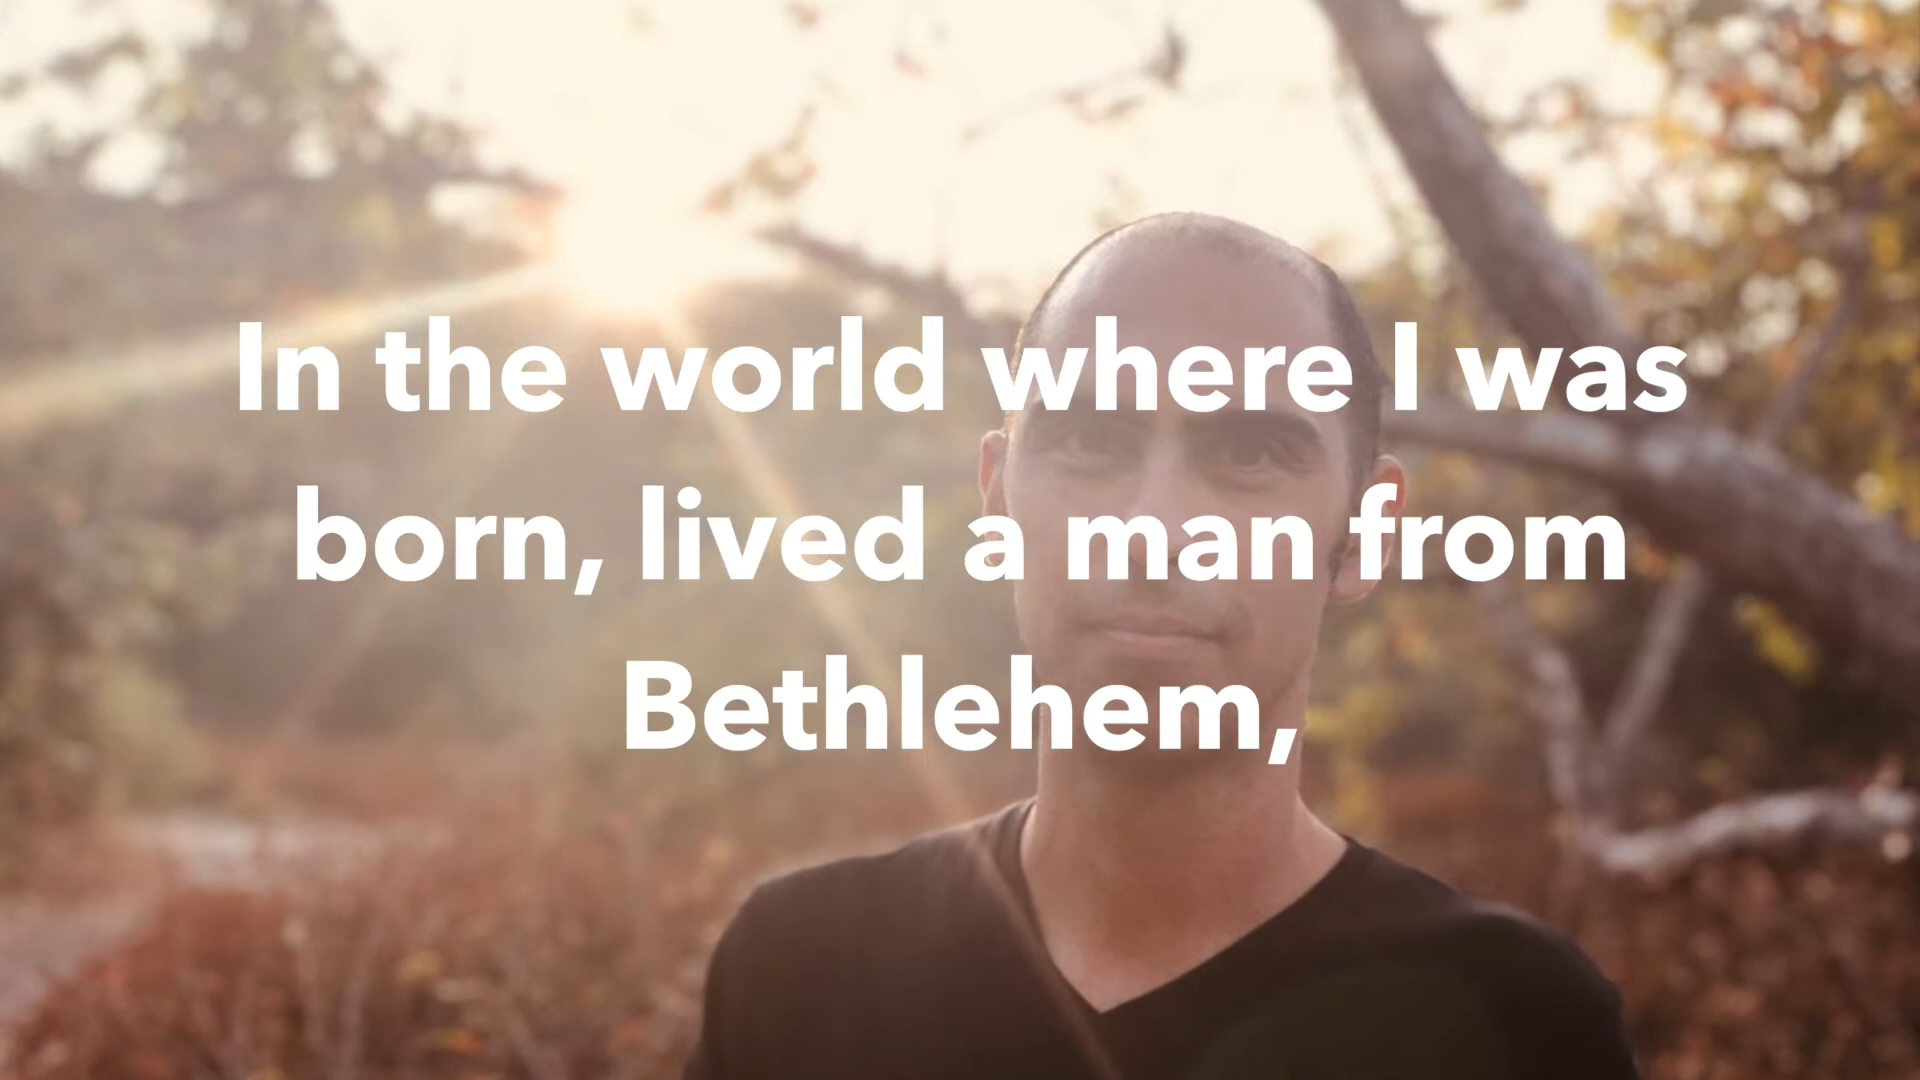 In the world where I was
born, lived a man from
Bethlehem,